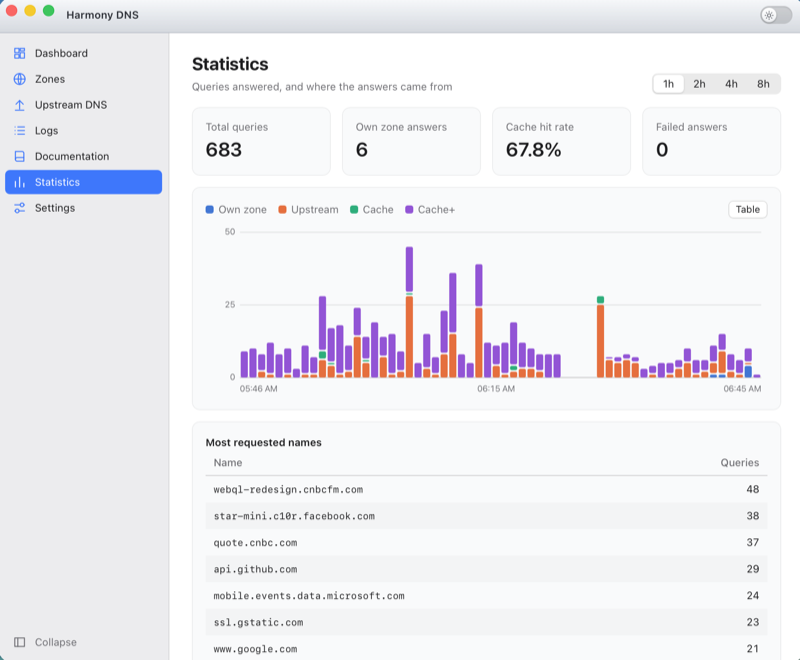 Harmony DNS
Dashboard
Zones
Upstream DNS
Logs
Documentation
Statistics
Settings
Collapse
Statistics
Queries answered, and where the answers came from
1h 2h 4h 8h
Total queries
683
Own zone answers
6
Cache hit rate
67.8%
Failed answers
0
Own zone Upstream Cache Cache+
Table
50
25
0
05:46 AM 06:15 AM 06:45 AM
Most requested names
Name Queries
webql-redesign.cnbcfm.com 48
star-mini.c10r.facebook.com 38
quote.cnbc.com 37
api.github.com 29
mobile.events.data.microsoft.com 24
ssl.gstatic.com 23
www.google.com 21